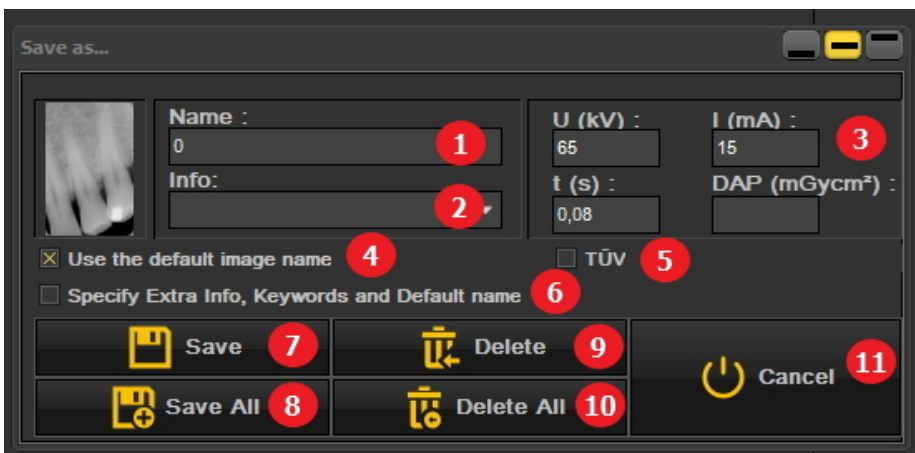 Save as...
Name :
0
1
Info:
2
U (kV) :
65
I (mA) :
15
3
t (s) :
0,08
DAP (mGycm²) :
Use the default image name
4
TŪV
5
Specify Extra Info, Keywords and Default name
6
Save
7
Delete
9
Cancel
11
Save All
8
Delete All
10